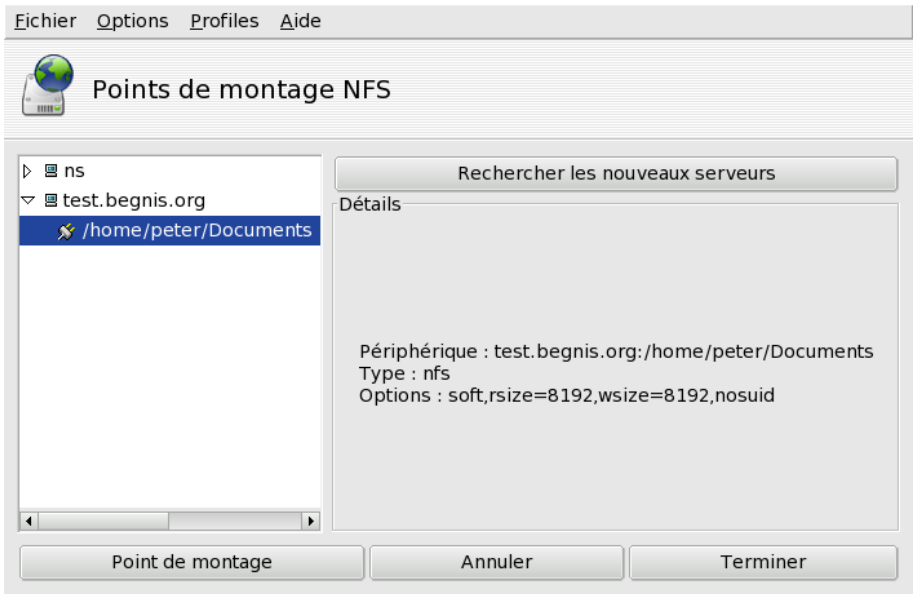 Fichier Options Profiles Aide
Points de montage NFS
ns
test.begnis.org
/home/peter/Documents
Rechercher les nouveaux serveurs
Détails
Périphérique : test.begnis.org:/home/peter/Documents
Type : nfs
Options : soft,rsize=8192,wsize=8192,nosuid
Point de montage Annuler Terminer